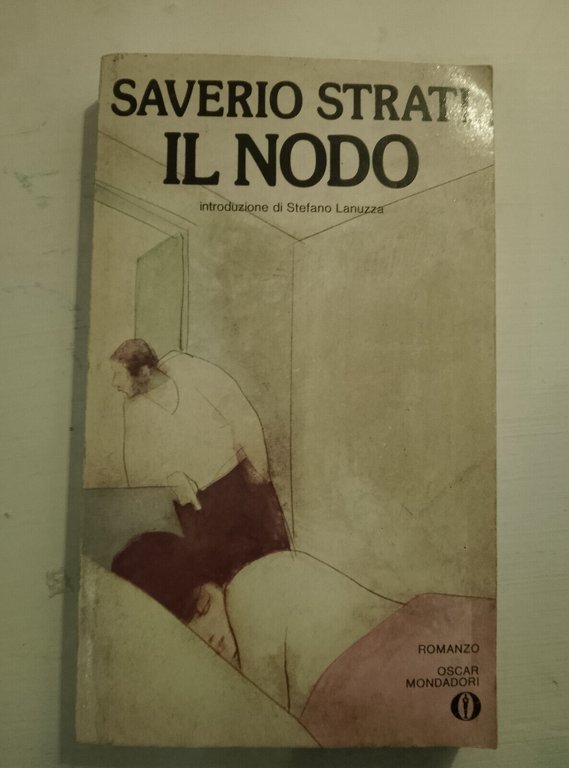 SAVERIO STRATI
IL NODO
introduzione di Stefano Lanuzza
ROMANZO
OSCAR
MONDADORI